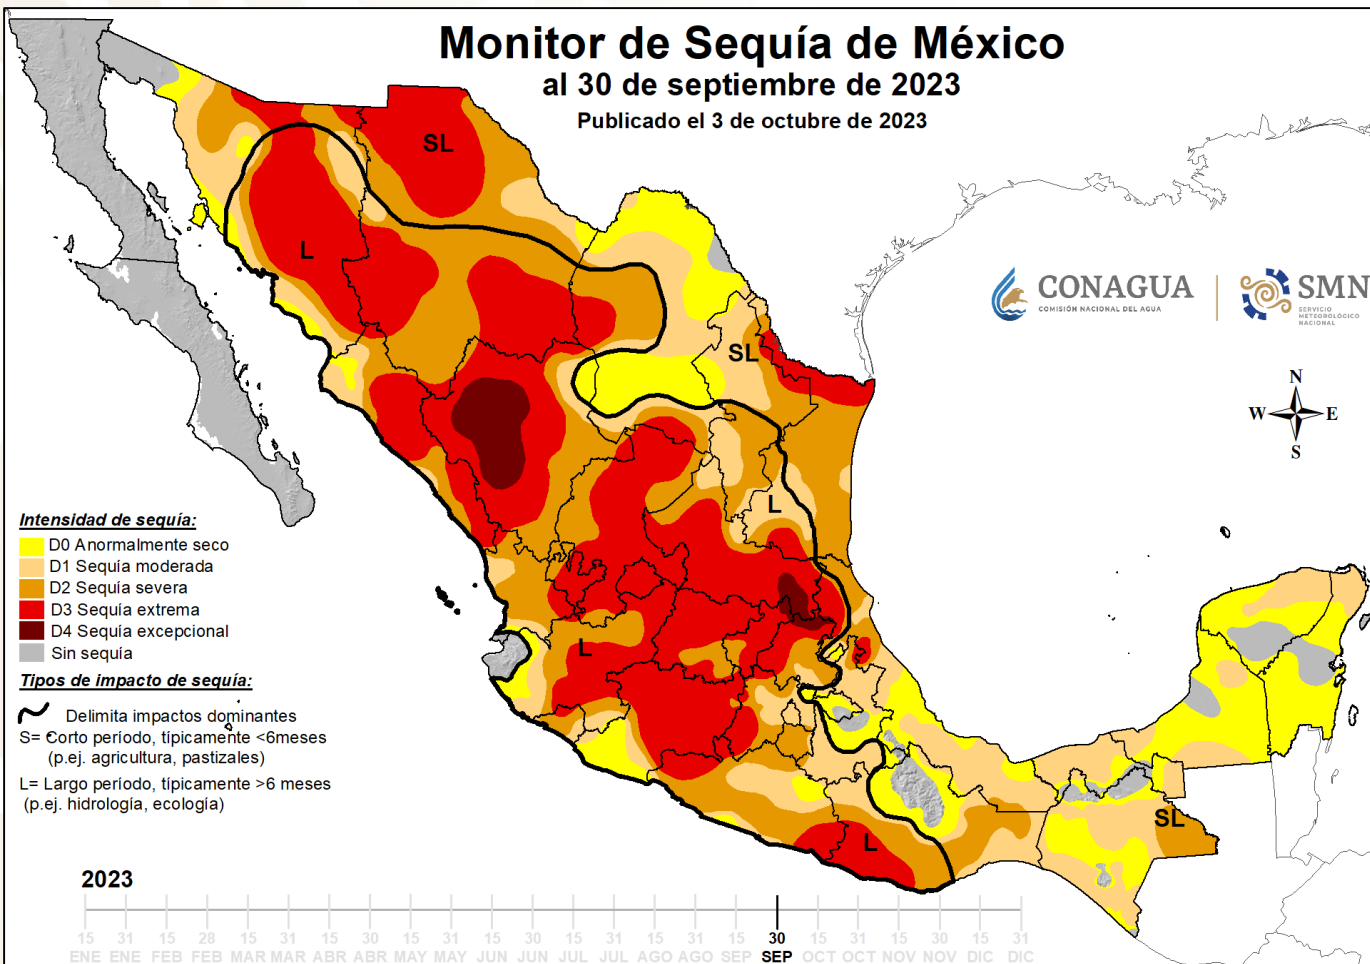 Monitor de Sequía de México
al 30 de septiembre de 2023
Publicado el 3 de octubre de 2023
SL
L
CONAGUA
COMISIÓN NACIONAL DEL AGUA
SMN
SERVICIO
METEOROLÓGICO
NACIONAL
SL
N
W E
S
L
Intensidad de sequía:
D0 Anormalmente seco
D1 Sequía moderada
D2 Sequía severa
D3 Sequía extrema
D4 Sequía excepcional
Sin sequía
L
Tipos de impacto de sequía:
Delimita impactos dominantes
S= Corto período, típicamente <6meses
(p.ej. agricultura, pastizales)
L= Largo período, típicamente >6 meses
(p.ej. hidrología, ecología)
SL
L
2023
15 31 15 28 15 31 15 30 15 31 15 30 15 31 15 31 15 30 15 31 15 30 15 31
ENE ENE FEB FEB MAR MAR ABR ABR MAY MAY JUN JUN JUL JUL AGO AGO SEP SEP OCT OCT NOV NOV DIC DIC